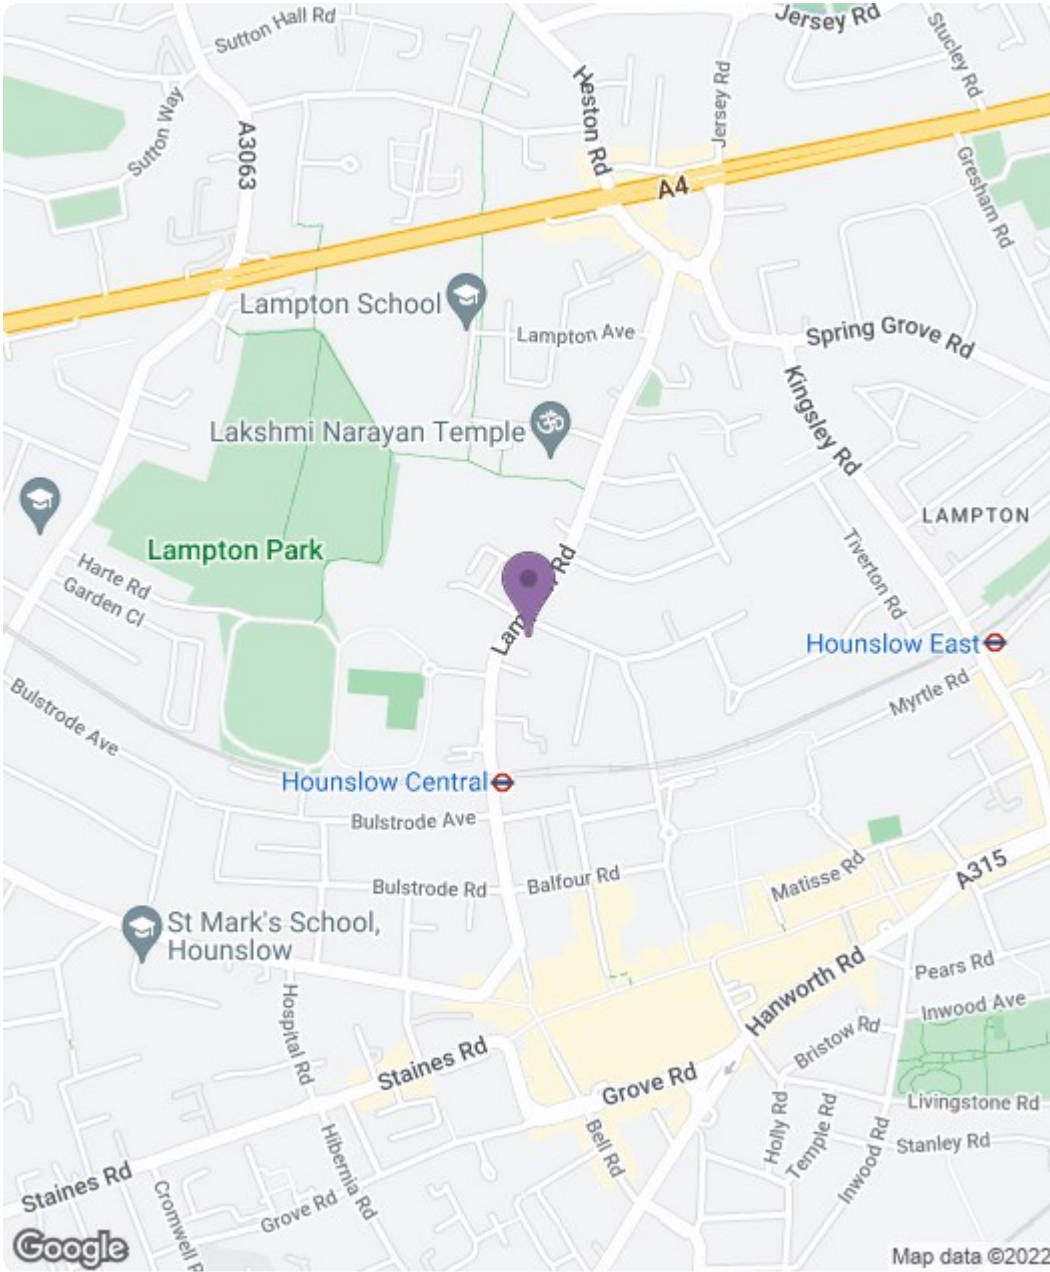 Sutton Hall Rd
Jersey Rd
Stucley Rd
Heston Rd
Jersey Rd
Sutton Way
A3063
A4
Gresham Rd
Lampton School
Lampton Ave
Spring Grove Rd
Kingsley Rd
Lakshmi Narayan Temple
LAMPTON
Lampton Park
Tiverton Rd
Harte Rd
Garden Cl
Rd
Hounslow East
Myrtle Rd
Bulstrode Ave
Hounslow Central
Bulstrode Ave
Matisse Rd
A315
Bulstrode Rd
Balfour Rd
St Mark's School,
Hounslow
Pears Rd
Hanworth Rd
Inwood Ave
Hospital Rd
Bristow Rd
Staines Rd
Grove Rd
Livingstone Rd
Holly Rd
Temple Rd
Inwood Rd
Stanley Rd
Bell Rd
Hibernia Rd
Staines Rd
Grove Rd
Cromwell R
Google
Map data ©2022